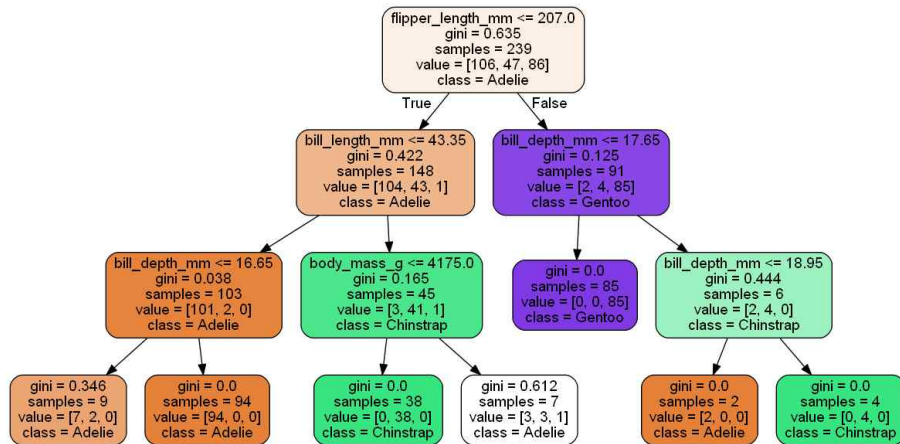 flipper_length_mm <= 207.0
gini = 0.635
samples = 239
value = [106, 47, 86]
class = Adelie
True
False
bill_length_mm <= 43.35
gini = 0.422
samples = 148
value = [104, 43, 1]
class = Adelie
bill_depth_mm <= 17.65
gini = 0.125
samples = 91
value = [2, 4, 85]
class = Gentoo
bill_depth_mm <= 16.65
gini = 0.038
samples = 103
value = [101, 2, 0]
class = Adelie
body_mass_g <= 4175.0
gini = 0.165
samples = 45
value = [3, 41, 1]
class = Chinstrap
gini = 0.0
samples = 85
value = [0, 0, 85]
class = Gentoo
bill_depth_mm <= 18.95
gini = 0.444
samples = 6
value = [2, 4, 0]
class = Chinstrap
gini = 0.346
samples = 9
value = [7, 2, 0]
class = Adelie
gini = 0.0
samples = 94
value = [94, 0, 0]
class = Adelie
gini = 0.0
samples = 38
value = [0, 38, 0]
class = Chinstrap
gini = 0.612
samples = 7
value = [3, 3, 1]
class = Adelie
gini = 0.0
samples = 2
value = [2, 0, 0]
class = Adelie
gini = 0.0
samples = 4
value = [0, 4, 0]
class = Chinstrap